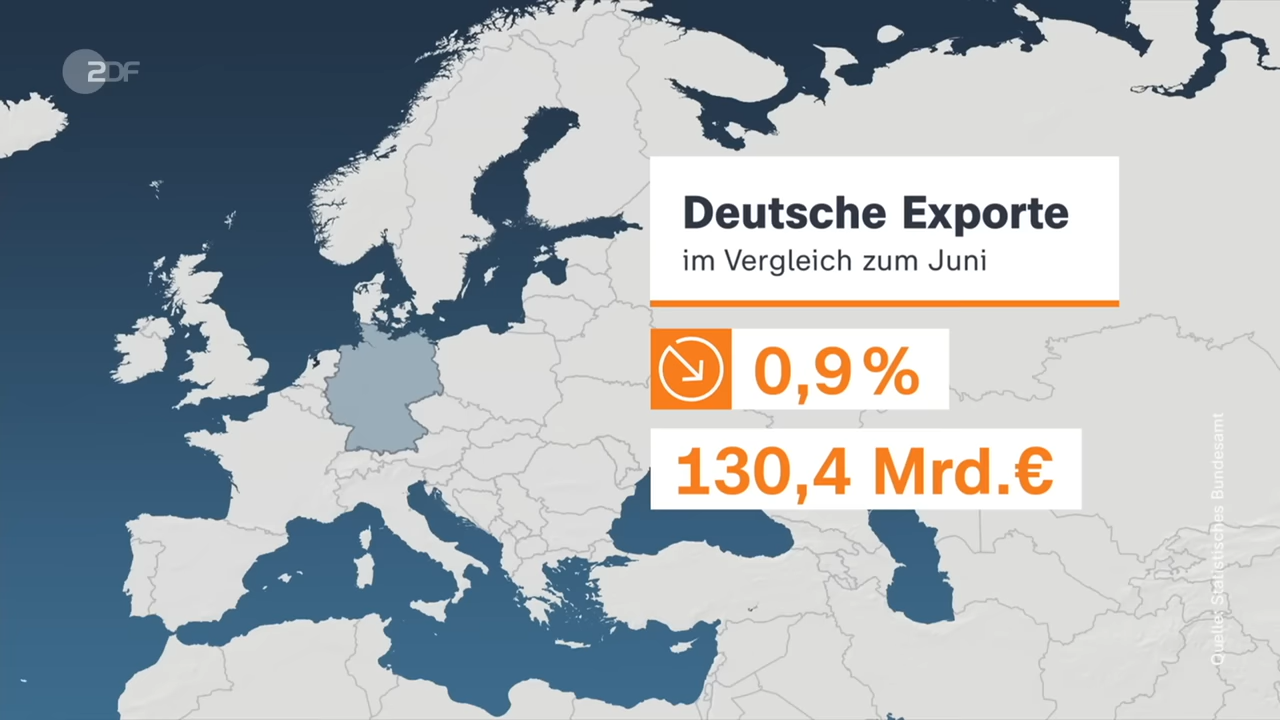 ZDF
Deutsche Exporte
im Vergleich zum Juni
0,9 %
130,4 Mrd.€
Quelle: Statistisches Bundesamt